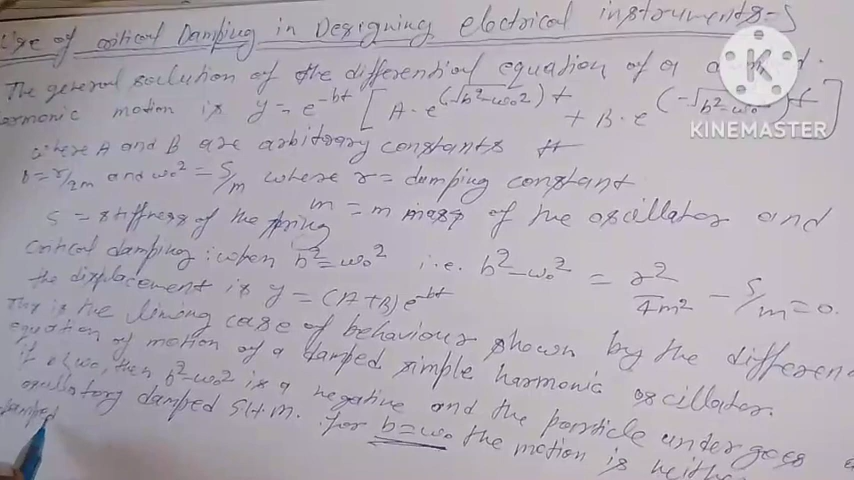 Use of critical Damping in Designing electrical instruments:-
The general solution of the differential equation of a
harmonic motion is y = e^-bt [A.e^(√b²-ω₀²)t + B.e^(-√b²-ω₀²)t]
where A and B are arbitrary constants
b = r/2m and ω₀² = S/m where r = damping constant
m = m mass of the oscillator and
S = stiffness of the spring
critical damping : when b² = ω₀² i.e. b² - ω₀² = r²/4m² - S/m = 0.
the displacement is y = (A+B) e^-bt
This is the liming case of behaviour shown by the differen
equation of motion of a damped simple harmonic oscillator.
if b<ω₀, then b²-ω₀² is a negative and the particle undergoes
oscillatory damped S.H.M. for b=ω₀ the motion is neither
damped
K
KINEMASTER